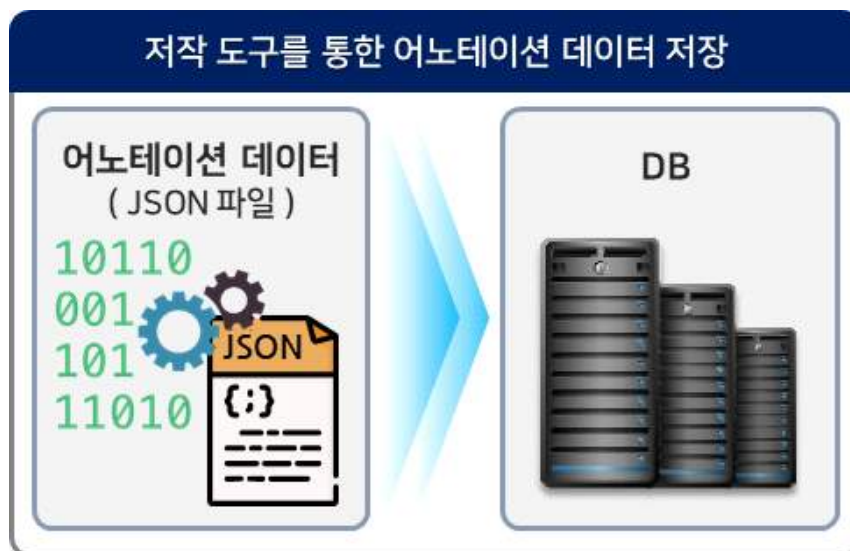 저작 도구를 통한 어노테이션 데이터 저장
어노테이션 데이터
( JSON 파일 )
10110
001
101
11010
JSON
{;}
DB